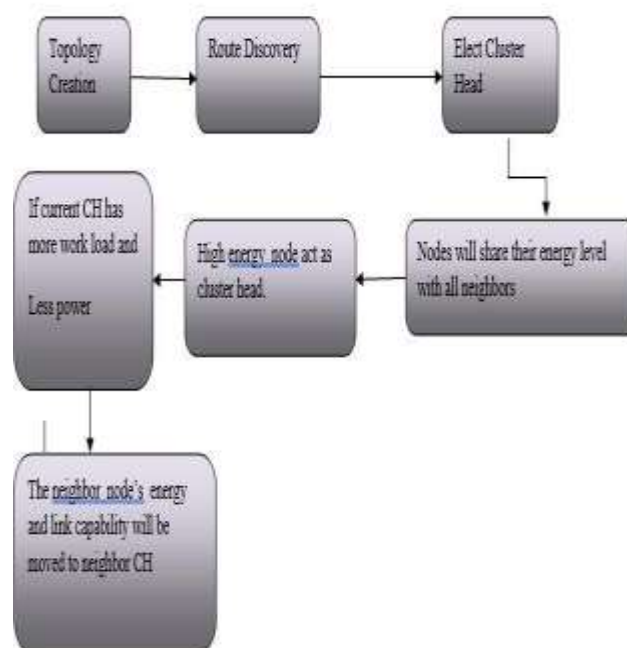 Topology
Creation
Route Discovery
Elect Cluster
Head
Nodes will share their energy level
with all neighbors
High energy node act as
cluster head.
If current CH has
more work load and
Less power
The neighbor node's energy
and link capability will be
moved to neighbor CH